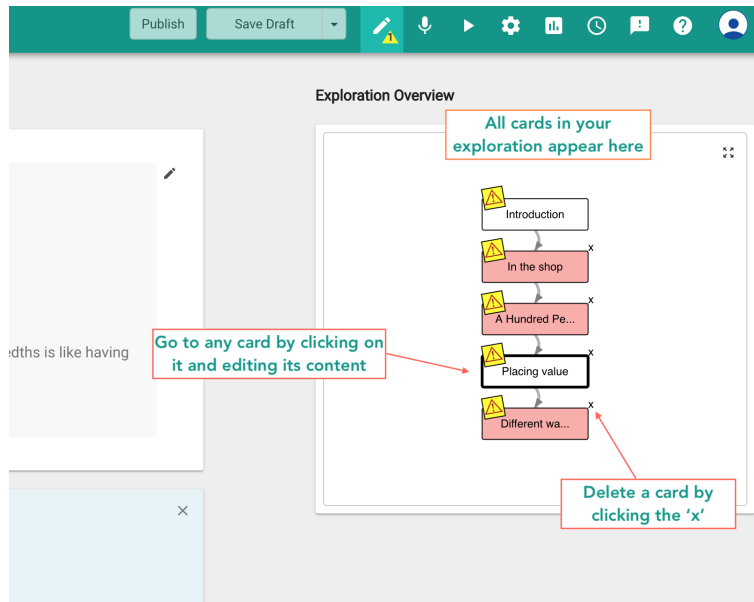 Publish
Save Draft
1
Exploration Overview
All cards in your
exploration appear here
Introduction
x
In the shop
x
A Hundred Pe...
edths is like having
Go to any card by clicking on
it and editing its content
x
Placing value
x
Different wa...
Delete a card by
clicking the ‘x’